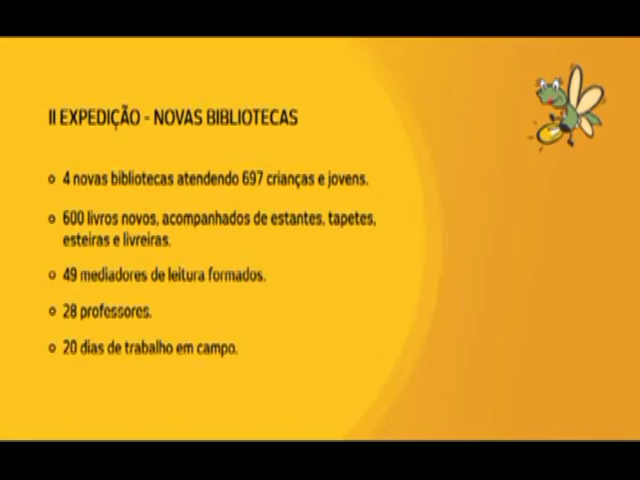 II EXPEDIÇÃO - NOVAS BIBLIOTECAS
4 novas bibliotecas atendendo 697 crianças e jovens.
600 livros novos, acompanhados de estantes, tapetes,
esteiras e livreiras.
49 mediadores de leitura formados.
28 professores.
20 dias de trabalho em campo.